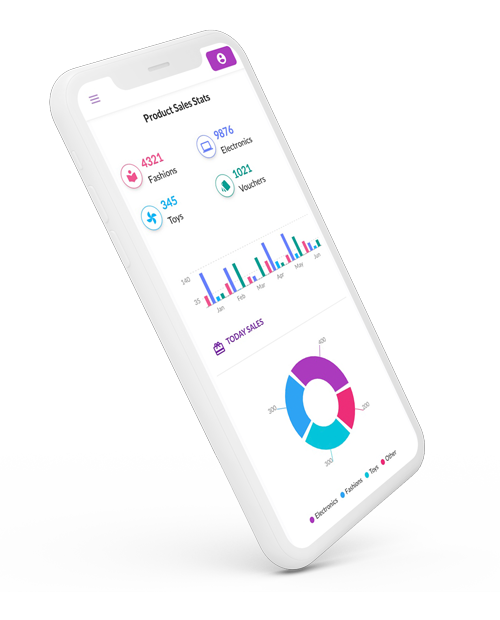 Product Sales Stats
4321
Fashions
9876
Electronics
345
Toys
1021
Vouchers
140
35
Jan
Feb
Mar
Apr
May
Jun
TODAY SALES
400
300
200
300
Electronics
Fashions
Toys
Other